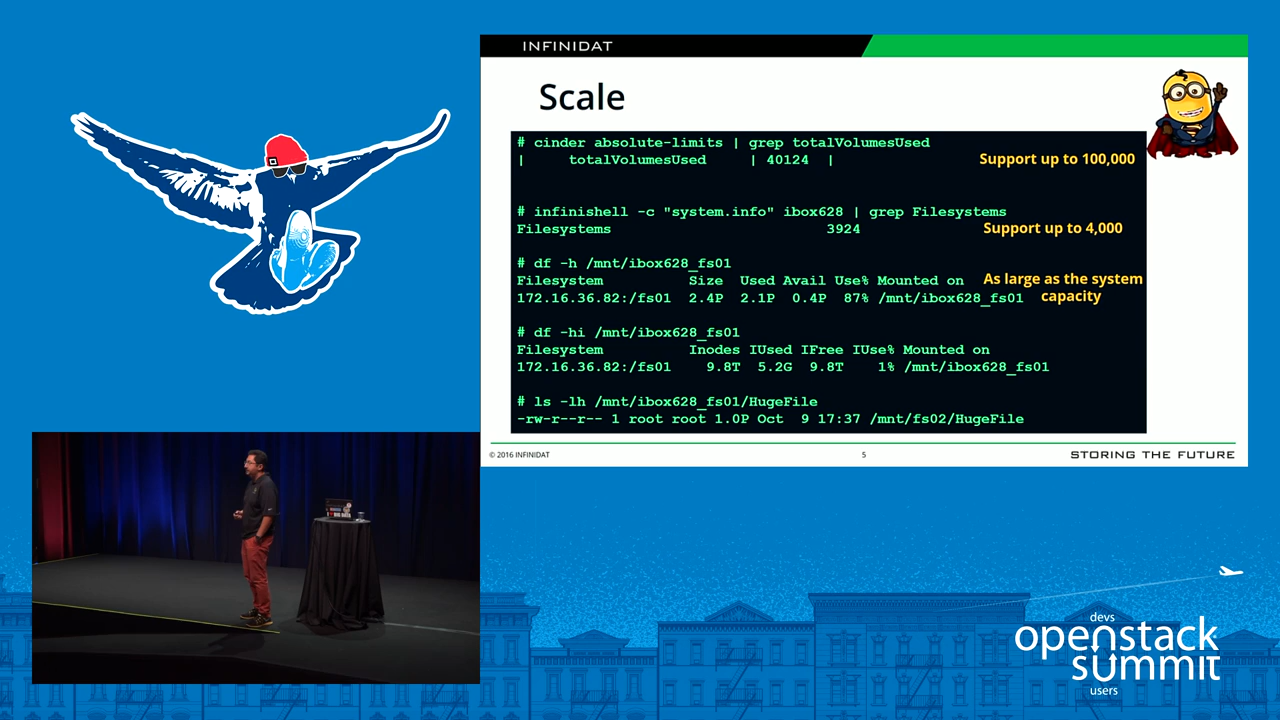 INFINIDAT
Scale
# cinder absolute-limits | grep totalVolumesUsed
| totalVolumesUsed | 40124 |
Support up to 100,000
# infinishell -c "system.info" ibox628 | grep Filesystems
Filesystems 3924
Support up to 4,000
# df -h /mnt/ibox628_fs01
Filesystem Size Used Avail Use% Mounted on
172.16.36.82:/fs01 2.4P 2.1P 0.4P 87% /mnt/ibox628_fs01
As large as the system
capacity
# df -hi /mnt/ibox628_fs01
Filesystem Inodes IUsed IFree IUse% Mounted on
172.16.36.82:/fs01 9.8T 5.2G 9.8T 1% /mnt/ibox628_fs01
# ls -lh /mnt/ibox628_fs01/HugeFile
-rw-r--r-- 1 root root 1.0P Oct 9 17:37 /mnt/fs02/HugeFile
© 2016 INFINIDAT
5
STORING THE FUTURE
devs
openstack
summit
users